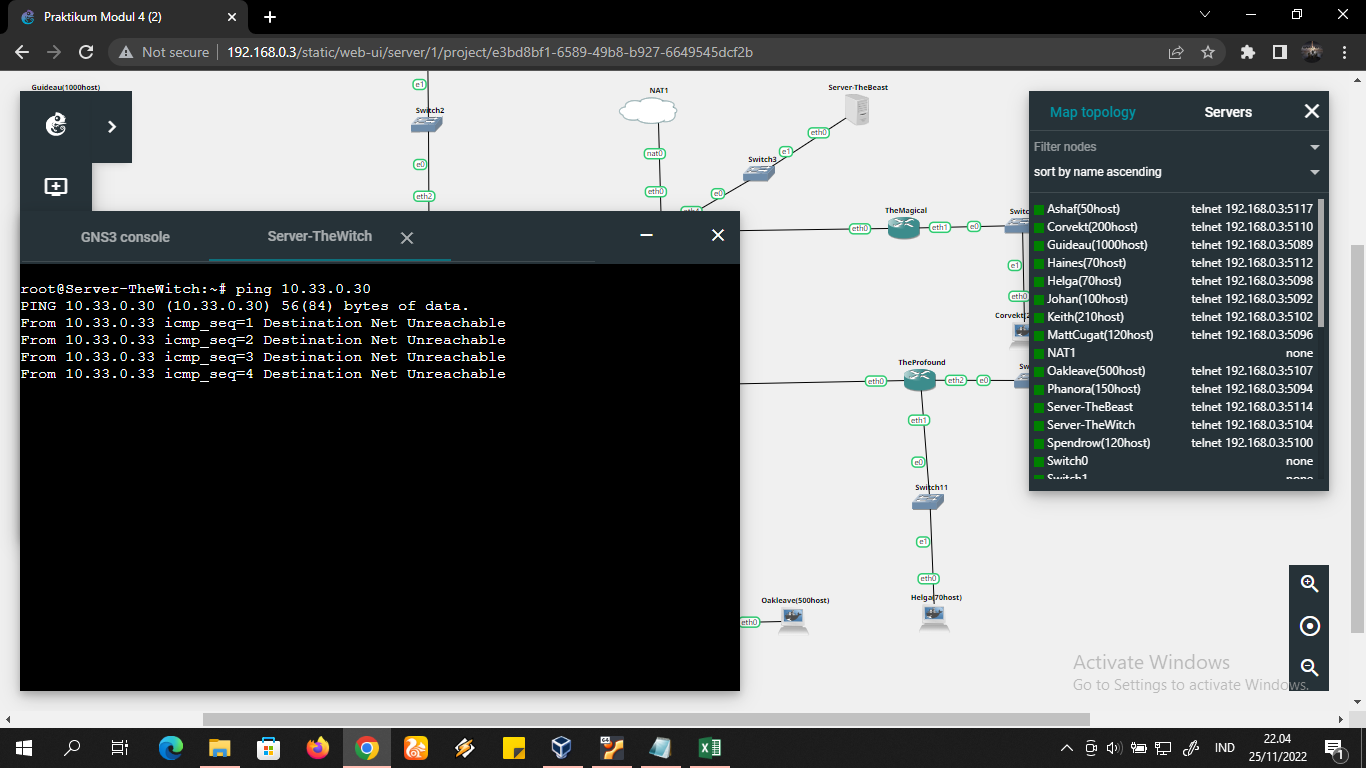 Praktikum Modul 4 (2)
Not secure
192.168.0.3/static/web-ui/server/1/project/e3bd8bf1-6589-49b8-b927-6649545dcf2b
Guideau(1000host)
e1
Switch2
e0
eth2
NAT1
nat0
eth0
Server-TheBeast
eth0
e1
Switch3
e0
TheMagical
eth0
eth1
e0
e1
eth0
TheProfound
eth0
eth2
e0
eth1
e0
Switch11
e1
eth0
Helga(70host)
Oakleave(500host)
eth0
GNS3 console
Server-TheWitch
root@Server-TheWitch:~# ping 10.33.0.30
PING 10.33.0.30 (10.33.0.30) 56(84) bytes of data.
From 10.33.0.33 icmp_seq=1 Destination Net Unreachable
From 10.33.0.33 icmp_seq=2 Destination Net Unreachable
From 10.33.0.33 icmp_seq=3 Destination Net Unreachable
From 10.33.0.33 icmp_seq=4 Destination Net Unreachable
Map topology
Servers
Filter nodes
sort by name ascending
Ashaf(50host) telnet 192.168.0.3:5117
Corvekt(200host) telnet 192.168.0.3:5110
Guideau(1000host) telnet 192.168.0.3:5089
Haines(70host) telnet 192.168.0.3:5112
Helga(70host) telnet 192.168.0.3:5098
Johan(100host) telnet 192.168.0.3:5092
Keith(210host) telnet 192.168.0.3:5102
MattCugat(120host) telnet 192.168.0.3:5096
NAT1 none
Oakleave(500host) telnet 192.168.0.3:5107
Phanora(150host) telnet 192.168.0.3:5094
Server-TheBeast telnet 192.168.0.3:5114
Server-TheWitch telnet 192.168.0.3:5104
Spendrow(120host) telnet 192.168.0.3:5100
Switch0 none
Switch1 none
Activate Windows
Go to Settings to activate Windows.
IND
22.04
25/11/2022
1